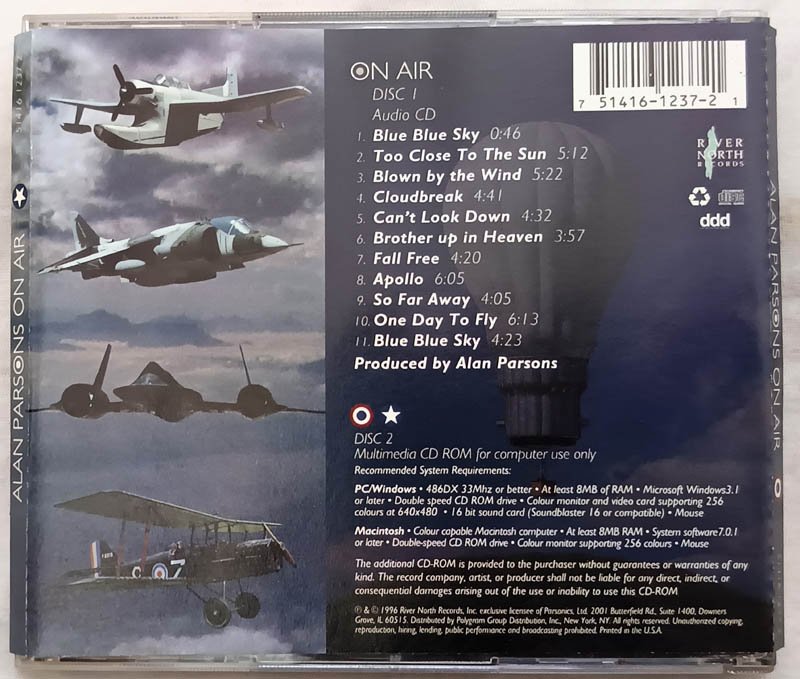 51416 1237 2
ALAN PARSONS ON AIR
ON AIR
DISC 1
Audio CD
1. Blue Blue Sky 0:46
2. Too Close To The Sun 5:12
3. Blown by the Wind 5:22
4. Cloudbreak 4:41
5. Can't Look Down 4:32
6. Brother up in Heaven 3:57
7. Fall Free 4:20
8. Apollo 6:05
9. So Far Away 4:05
10. One Day To Fly 6:13
11. Blue Blue Sky 4:23
Produced by Alan Parsons
7 51416-1237-2 1
RIVER
NORTH
RECORDS
COMPACT
disc
DIGITAL AUDIO
ddd
DISC 2
Multimedia CD ROM for computer use only
Recommended System Requirements:
PC/Windows • 486DX 33Mhz or better • At least 8MB of RAM • Microsoft Windows3.1
or later • Double speed CD ROM drive • Colour monitor and video card supporting 256
colours at 640x480 • 16 bit sound card (Soundblaster 16 or compatible) • Mouse
Macintosh • Colour capable Macintosh computer • At least 8MB RAM • System software7.0.1
or later • Double-speed CD ROM drive • Colour monitor supporting 256 colours • Mouse
The additional CD-ROM is provided to the purchaser without guarantees or warranties of any
kind. The record company, artist, or producer shall not be liable for any direct, indirect, or
consequential damages arising out of the use or inability to use this CD-ROM
℗ & © 1996 River North Records, Inc. exclusive licensee of Parsonics, Ltd. 2001 Butterfield Rd., Suite 1400, Downers
Grove, IL 60515. Distributed by Polygram Group Distribution, Inc., New York, NY. All rights reserved. Unauthorized copying,
reproduction, hiring, lending, public performance and broadcasting prohibited. Printed in the U.S.A.
ALAN PARSONS ON AIR
C
7